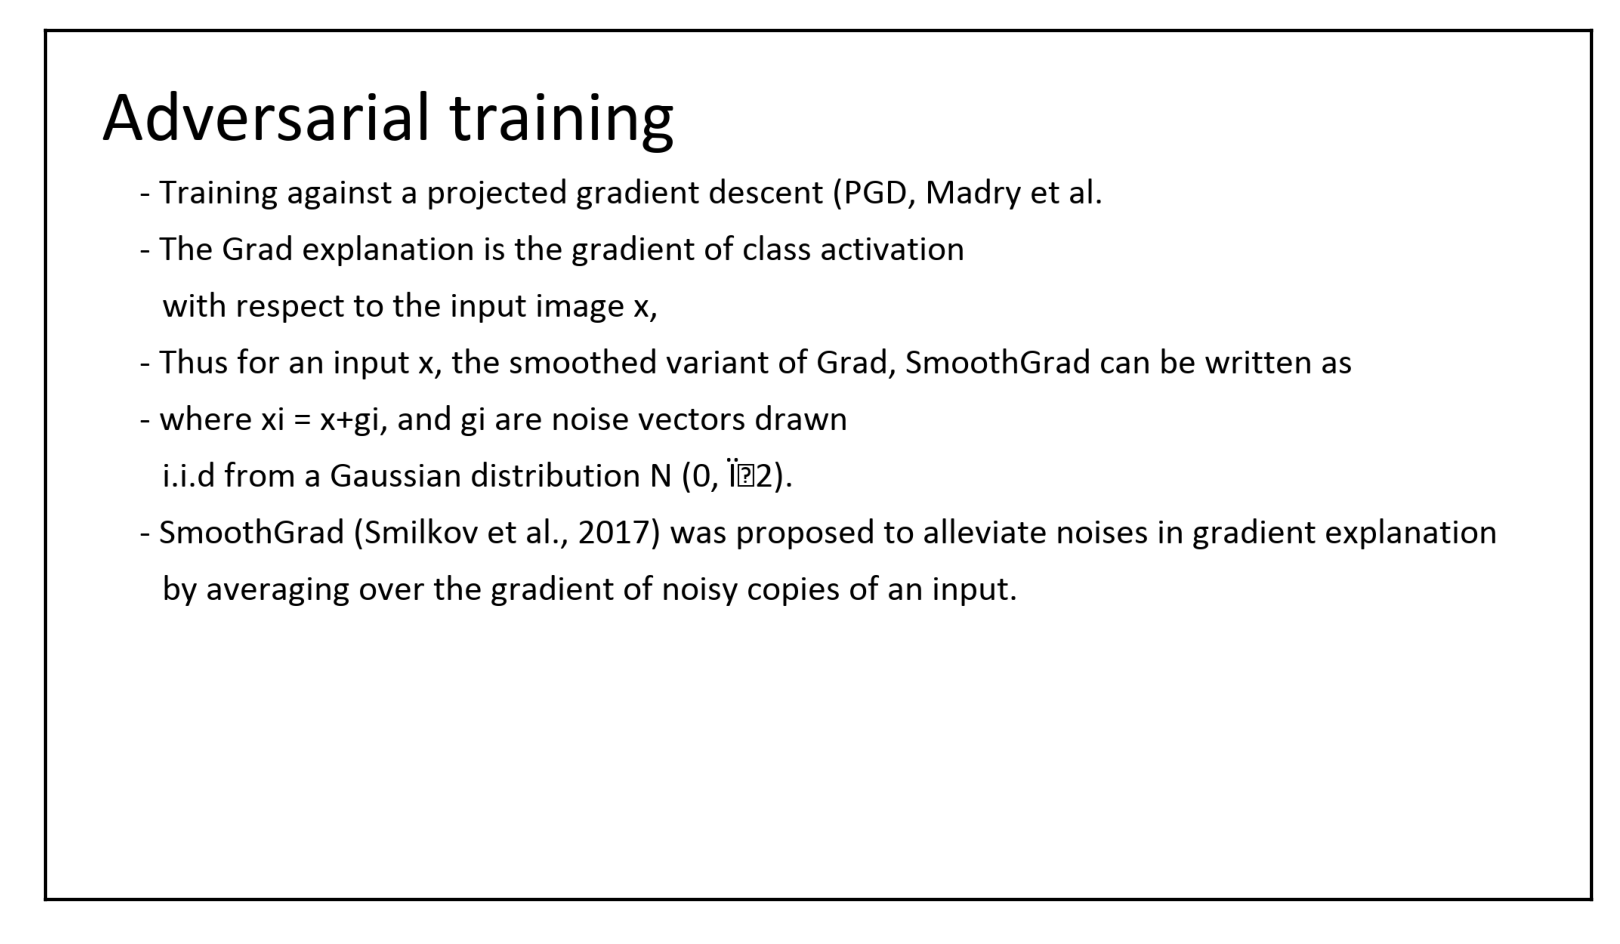 Adversarial training
- Training against a projected gradient descent (PGD, Madry et al.
- The Grad explanation is the gradient of class activation
with respect to the input image x,
- Thus for an input x, the smoothed variant of Grad, SmoothGrad can be written as
- where xi = x+gi, and gi are noise vectors drawn
i.i.d from a Gaussian distribution N (0, Ï�2).
- SmoothGrad (Smilkov et al., 2017) was proposed to alleviate noises in gradient explanation
by averaging over the gradient of noisy copies of an input.